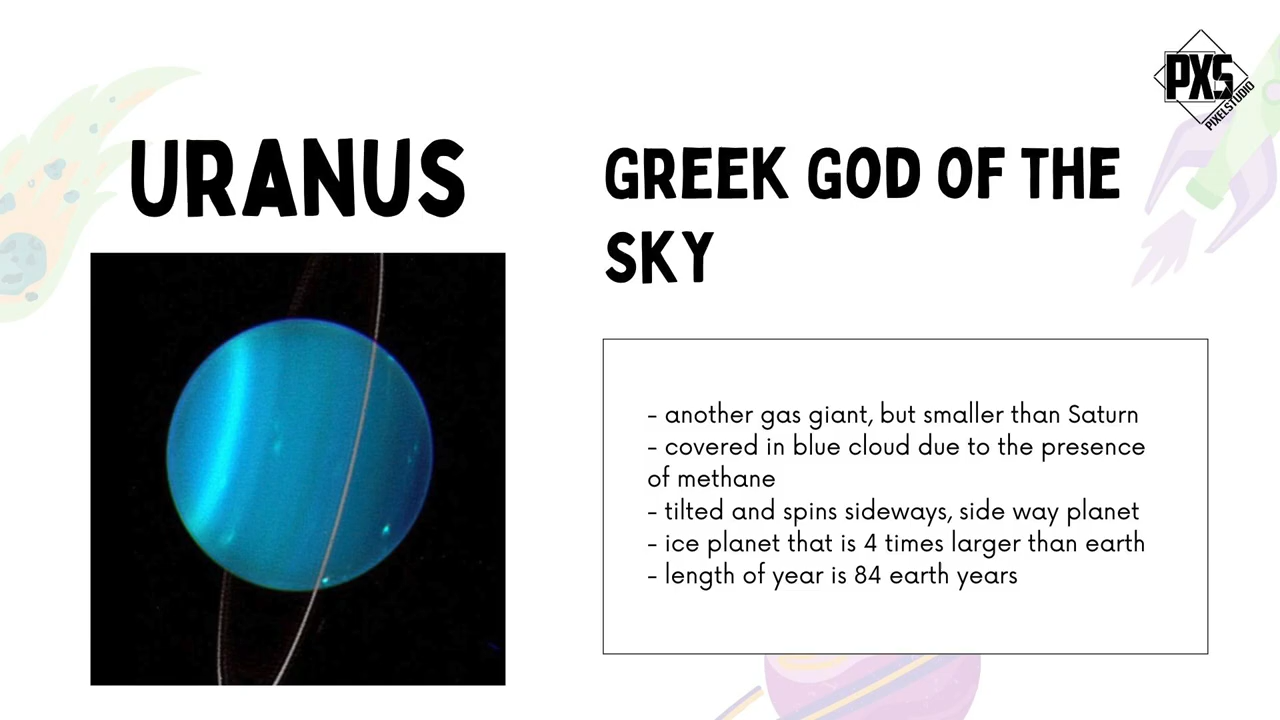 URANUS
GREEK GOD OF THE
SKY
- another gas giant, but smaller than Saturn
- covered in blue cloud due to the presence
of methane
- tilted and spins sideways, side way planet
- ice planet that is 4 times larger than earth
- length of year is 84 earth years
PXS
PIXELSTUDIO